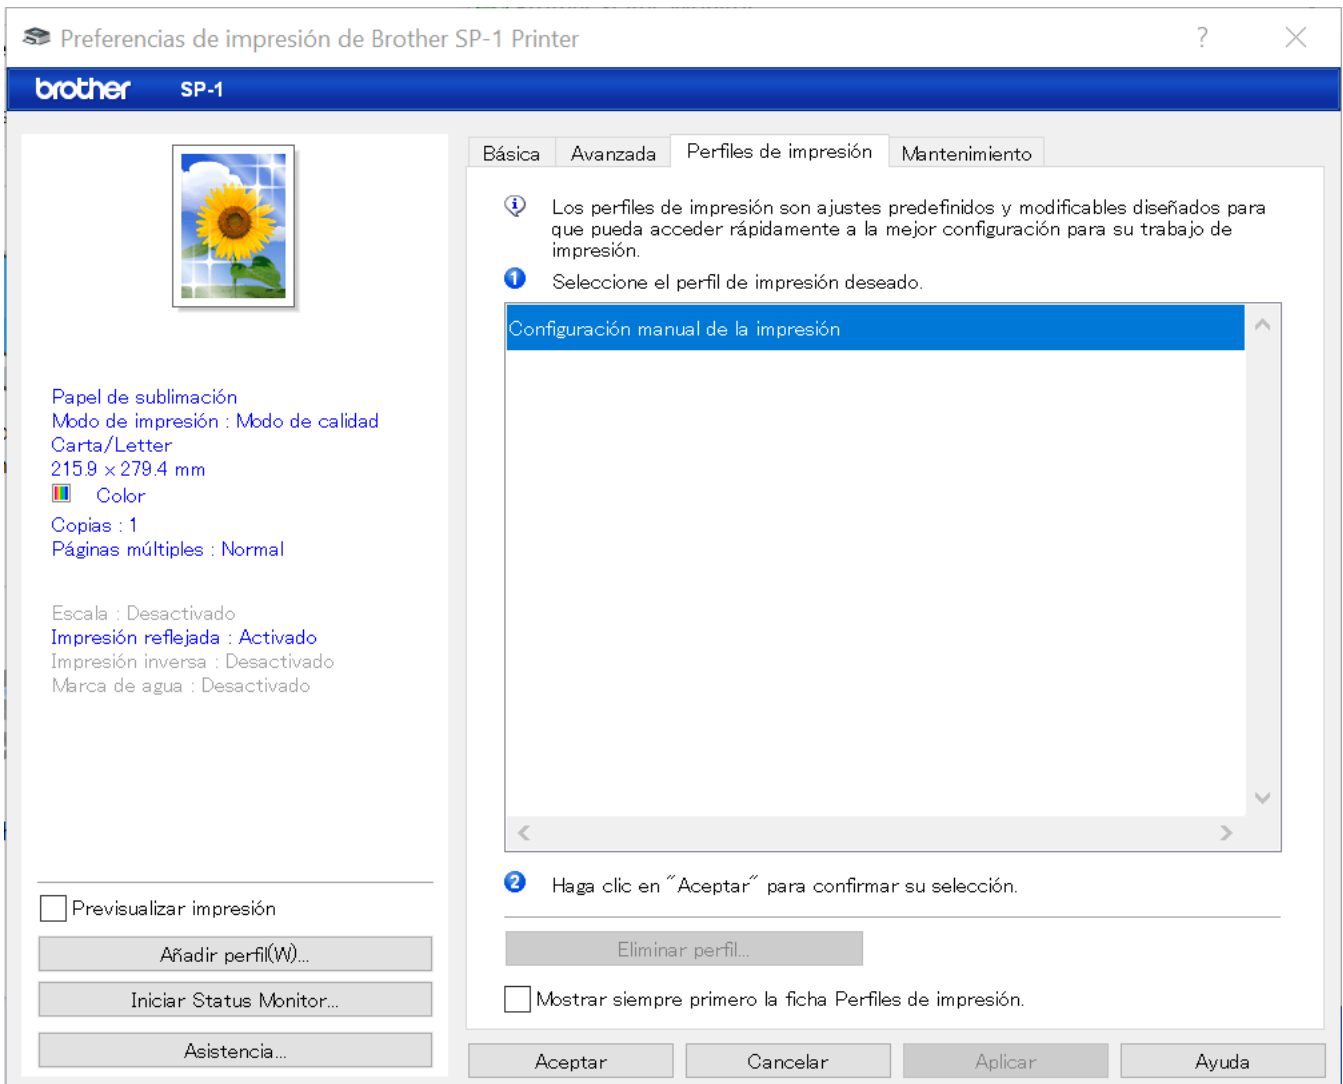 Preferencias de impresión de Brother SP-1 Printer
brother SP-1
Básica Avanzada Perfiles de impresión Mantenimiento
Los perfiles de impresión son ajustes predefinidos y modificables diseñados para
que pueda acceder rápidamente a la mejor configuración para su trabajo de
impresión.
1 Seleccione el perfil de impresión deseado.
Configuración manual de la impresión
Papel de sublimación
Modo de impresión : Modo de calidad
Carta/Letter
215.9 × 279.4 mm
Color
Copias : 1
Páginas múltiples : Normal
Escala : Desactivado
Impresión reflejada : Activado
Impresión inversa : Desactivado
Marca de agua : Desactivado
2 Haga clic en "Aceptar" para confirmar su selección.
Previsualizar impresión
Añadir perfil(W)...
Iniciar Status Monitor...
Asistencia...
Eliminar perfil...
Mostrar siempre primero la ficha Perfiles de impresión.
Aceptar Cancelar Aplicar Ayuda